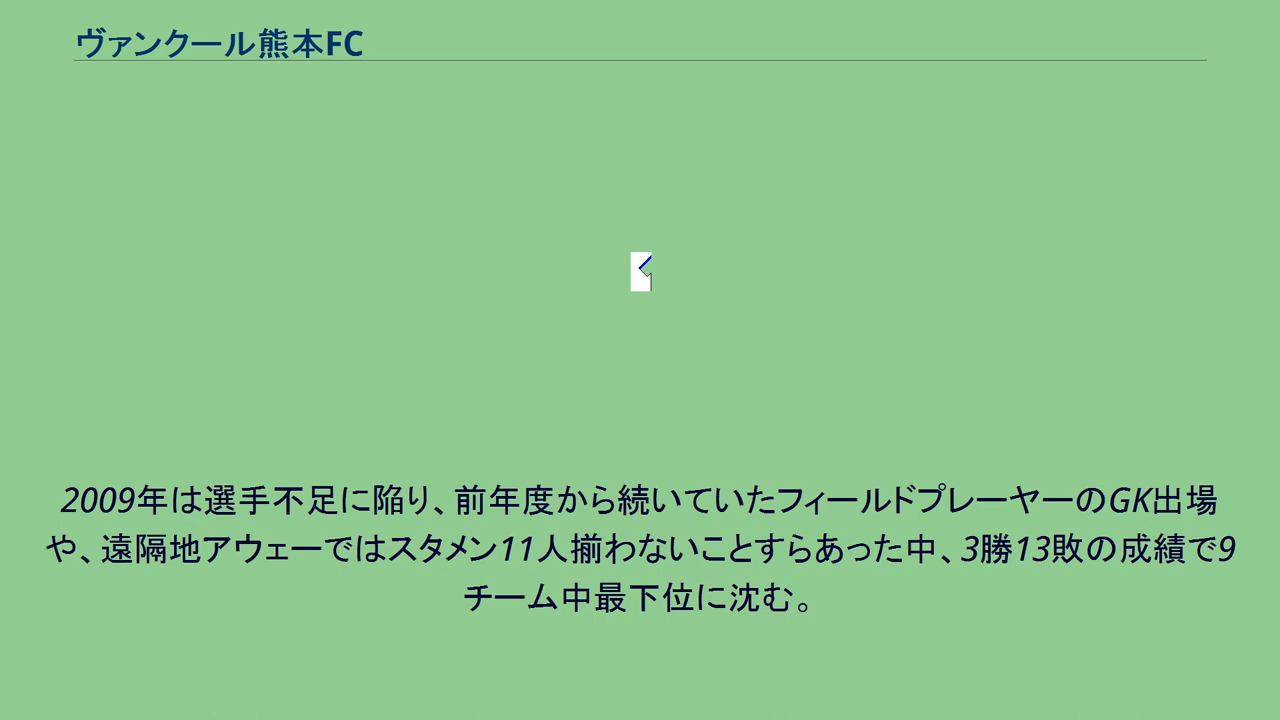 ヴァンクール熊本FC
2009年は選手不足に陥り、前年度から続いていたフィールドプレーヤーのGK出場
や、遠隔地アウェーではスタメン11人揃わないことすらあった中、3勝13敗の成績で9
チーム中最下位に沈む。